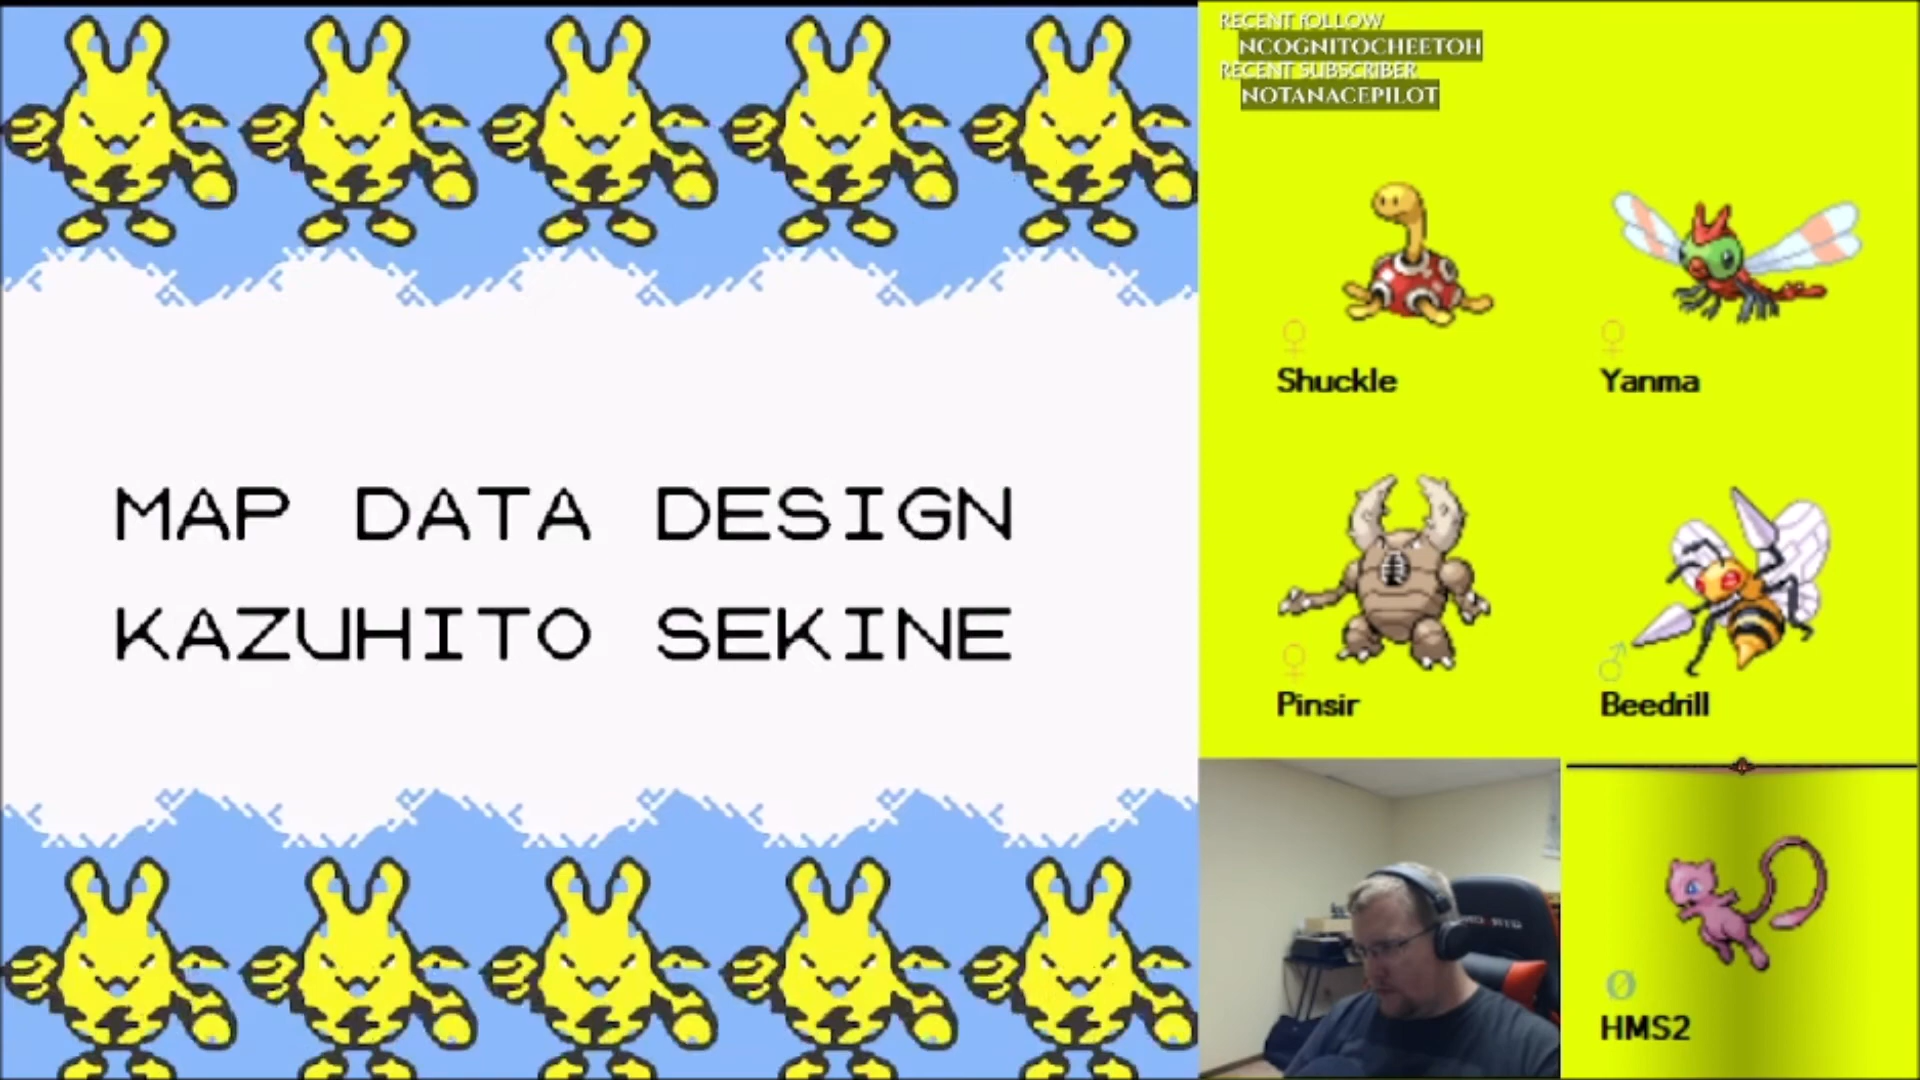 RECENT FOLLOW
NCOGNITOCHEETOH
RECENT SUBSCRIBER
NOTANACEPILOT
MAP DATA DESIGN
KAZUHITO SEKINE
Shuckle
Yanma
Pinsir
Beedrill
HMS2